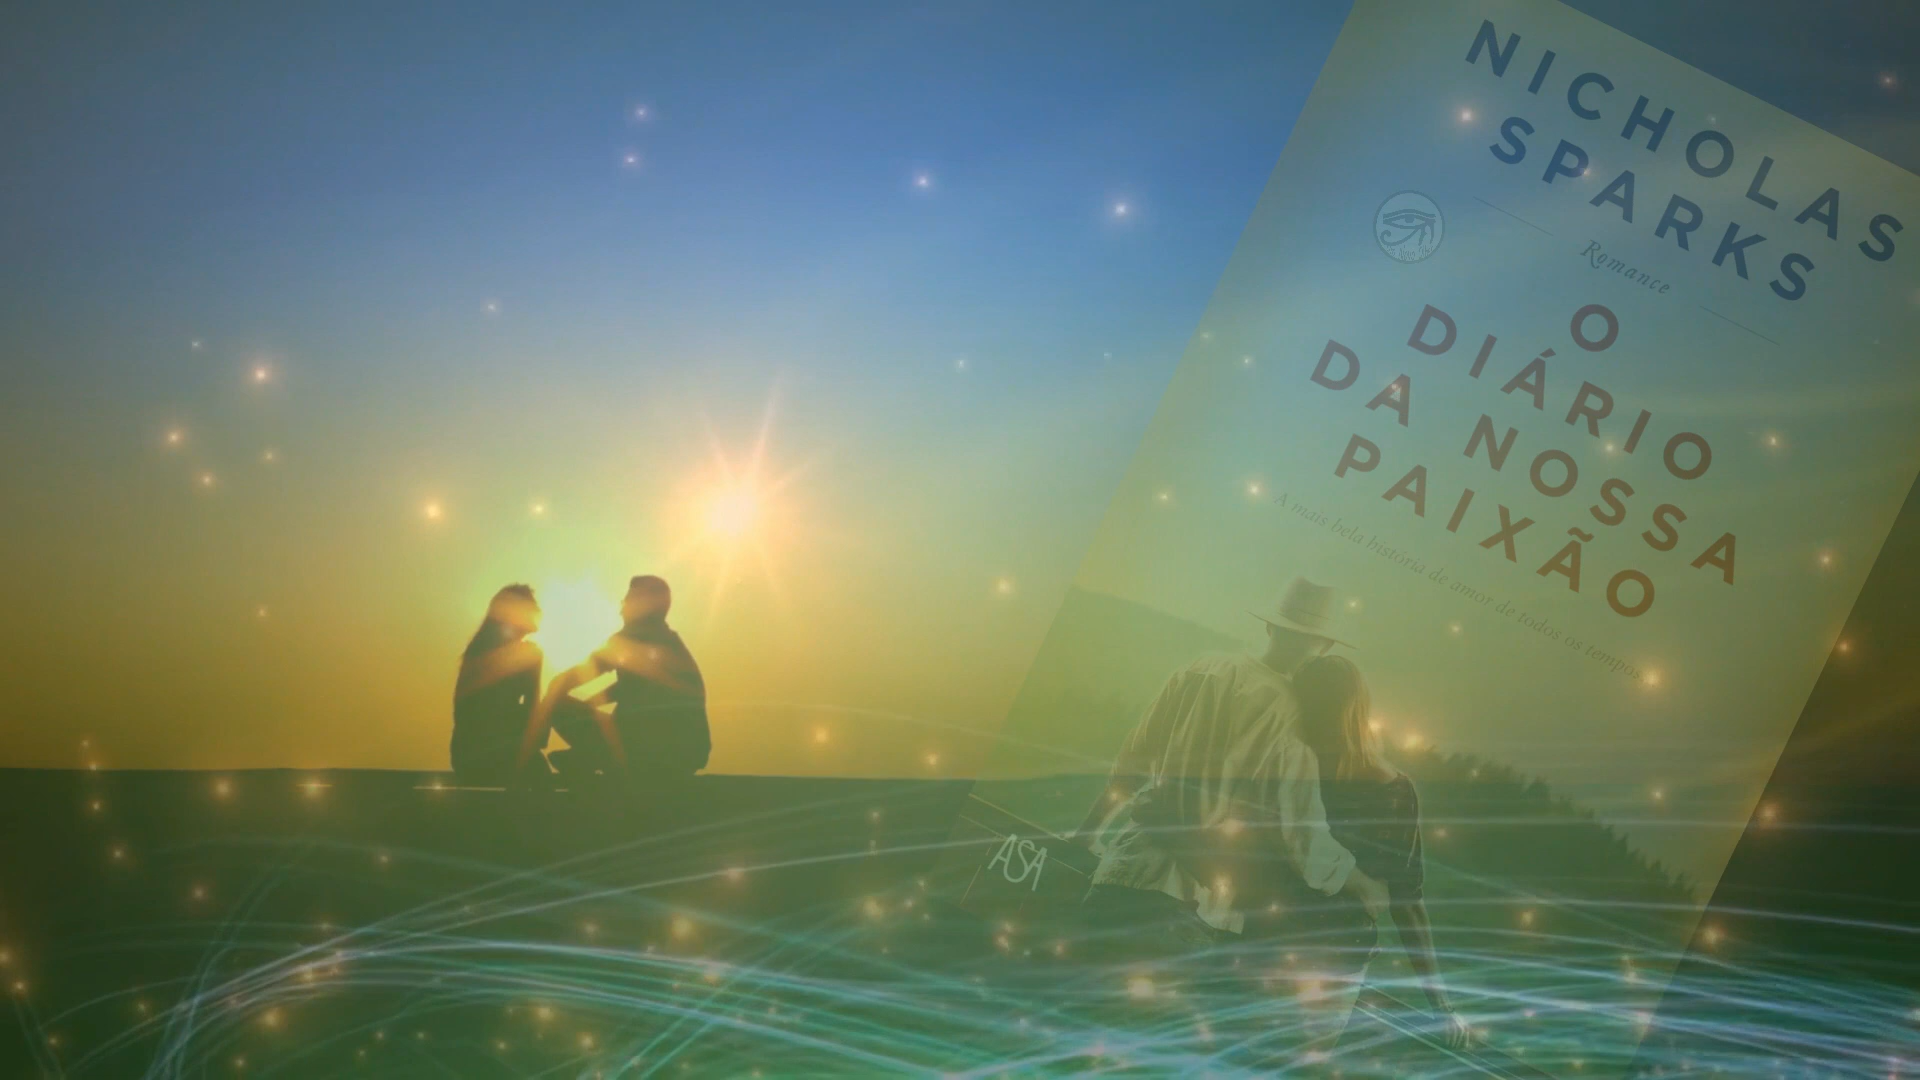 NICHOLAS
SPARKS
Romance
O
DIÁRIO
DA NOSSA
PAIXÃO
A mais bela história de amor de todos os tempos
ASA